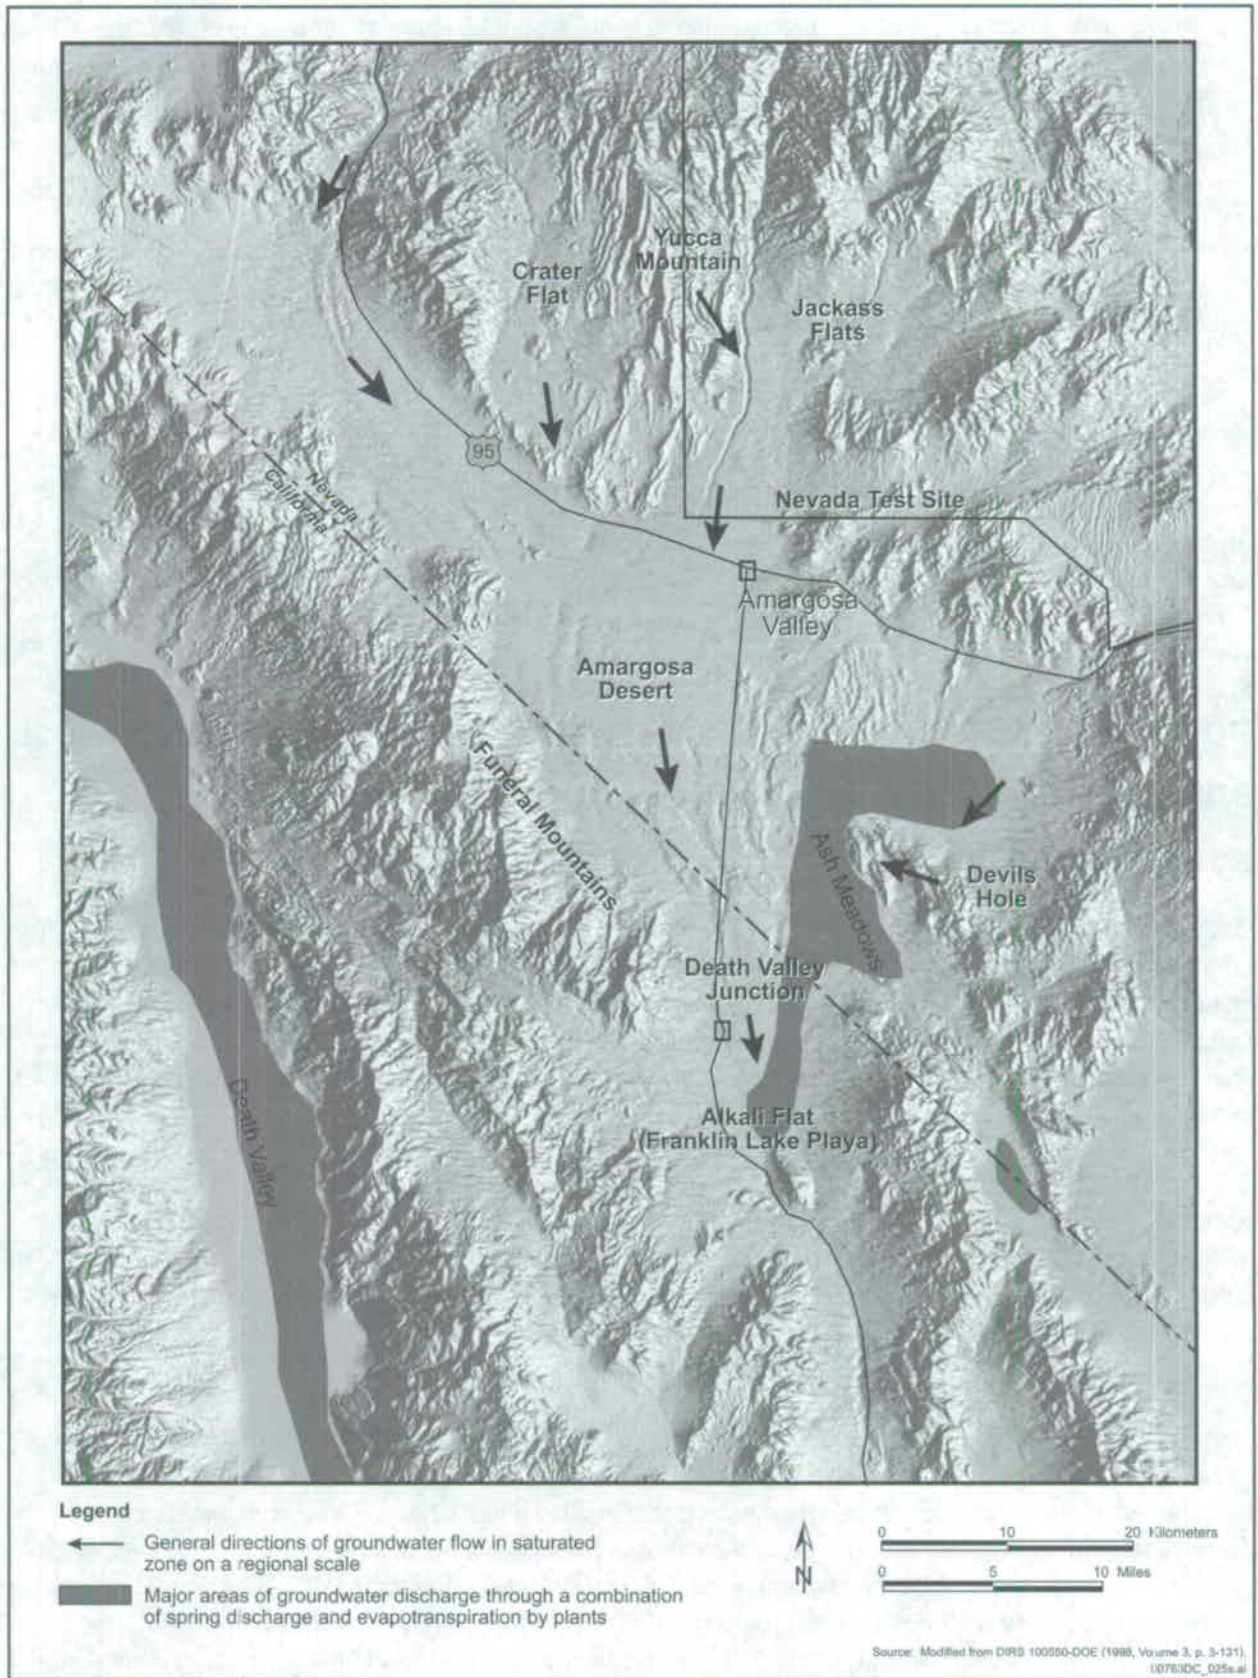 Yucca
Mountain
Crater
Flat
Jackass
Flats
95
Nevada
California
Nevada Test Site
Amargosa
Valley
Amargosa
Desert
Funeral Mountains
Ash Meadows
Devils
Hole
Death Valley
Junction
Death Valley
Alkali Flat
(Franklin Lake Playa)
Legend
General directions of groundwater flow in saturated
zone on a regional scale
Major areas of groundwater discharge through a combination
of spring discharge and evapotranspiration by plants
N
0 10 20 Kilometers
0 5 10 Miles
Source: Modified from DIRS 100550-DOE (1998, Volume 3, p. 3-131).